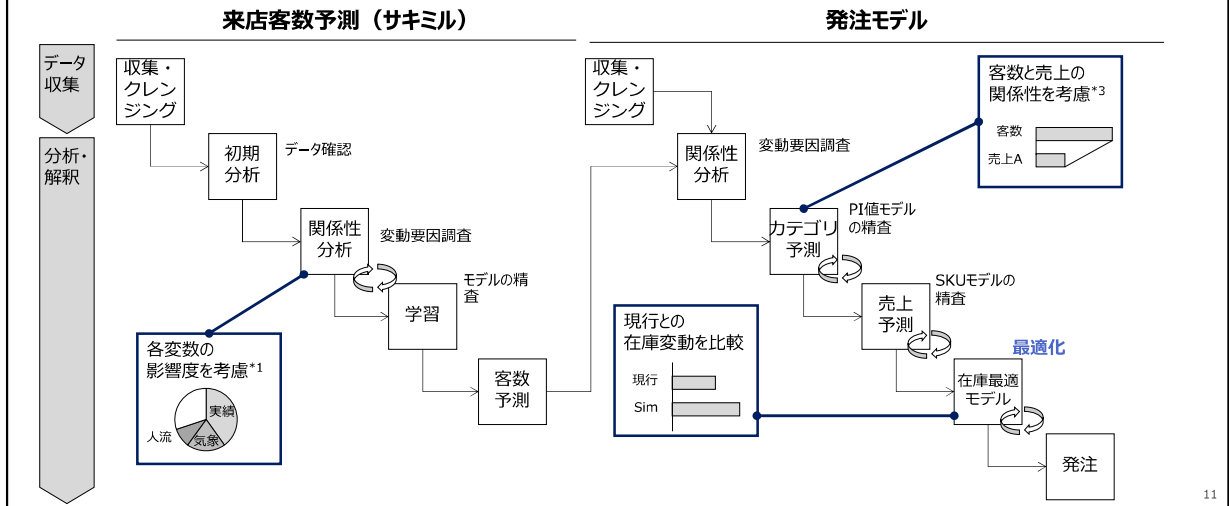 来店客数予測（サキミル）
発注モデル
データ
収集
分析・
解釈
収集・
クレン
ジング
初期
分析
データ確認
関係性
分析
変動要因調査
学習
モデルの精
査
客数
予測
各変数の
影響度を考慮*1
実績
人流
気象
収集・
クレン
ジング
関係性
分析
変動要因調査
カテゴリ
予測
PI値モデル
の精査
売上
予測
SKUモデルの
精査
最適化
在庫最適
モデル
発注
客数と売上の
関係性を考慮*3
客数
売上A
現行との
在庫変動を比較
現行
Sim
11